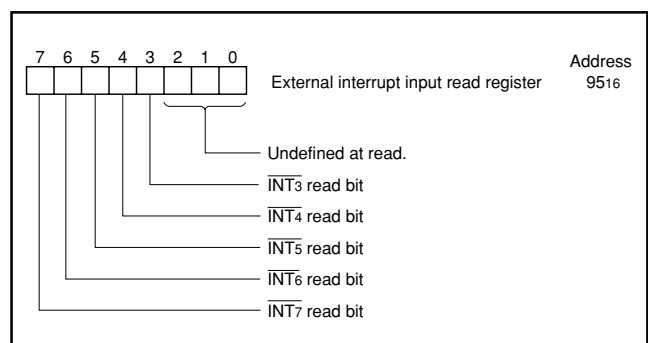 7 6 5 4 3 2 1 0
External interrupt input read register
Address
9516
Undefined at read.
INT3 read bit
INT4 read bit
INT5 read bit
INT6 read bit
INT7 read bit